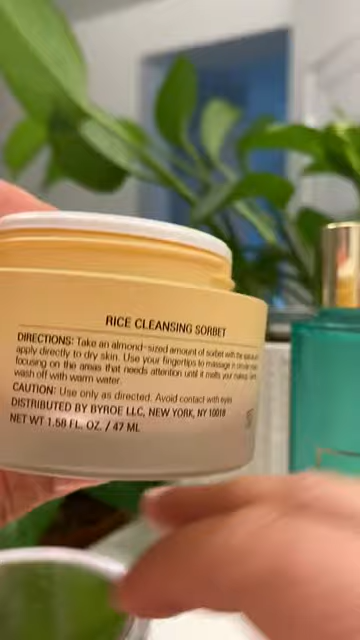 RICE CLEANSING SORBET
DIRECTIONS: Take an almond-sized amount of sorbet with the
apply directly to dry skin. Use your fingertips to massage in
focusing on the areas that needs attention until it melts your makeup.
wash off with warm water.
CAUTION: Use only as directed. Avoid contact with eyes
DISTRIBUTED BY BYROE LLC, NEW YORK, NY 10018
NET WT 1.58 FL. OZ. / 47 ML